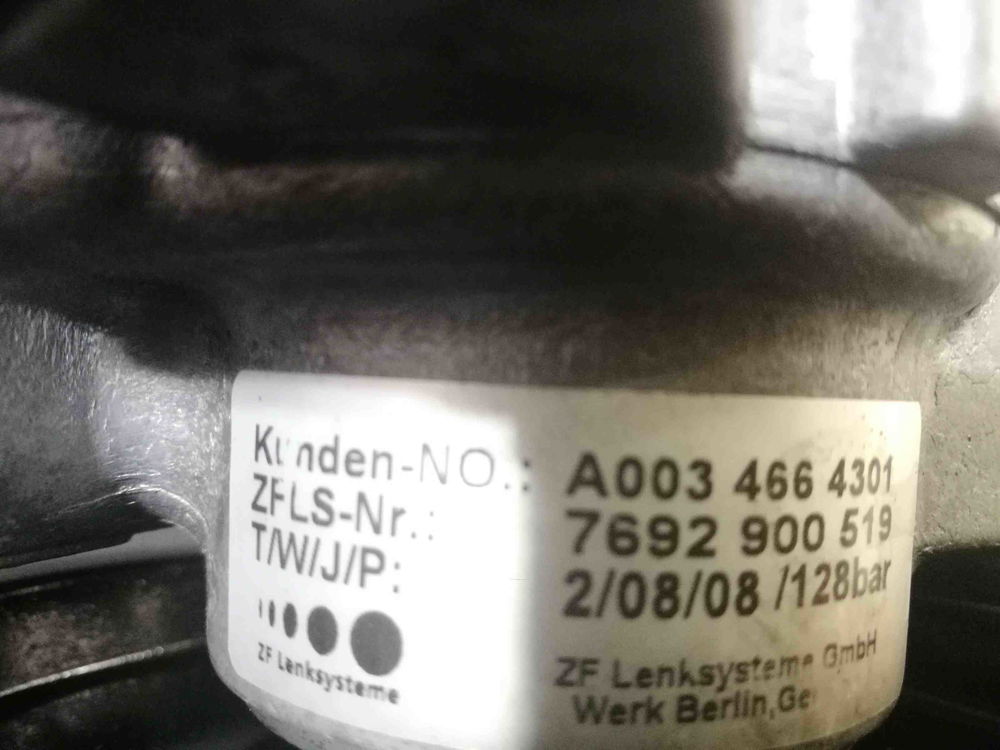 Kunden-NO.: A003 466 4301
ZFLS-Nr.: 7692 900 519
T/W/J/P: 2/08/08 /128bar
ZF Lenksysteme
ZF Lenksysteme GmbH
Werk Berlin,Ge